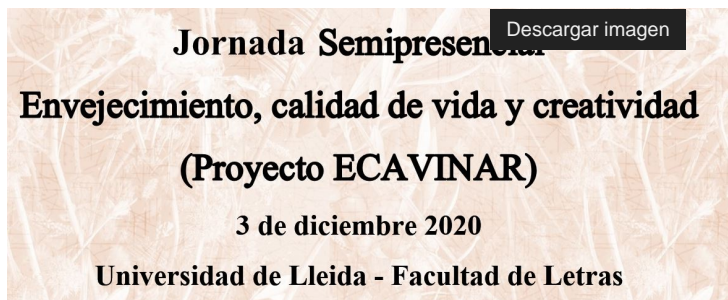 Descargar imagen
Jornada Semipresencial
Envejecimiento, calidad de vida y creatividad
(Proyecto ECAVINAR)
3 de diciembre 2020
Universidad de Lleida - Facultad de Letras